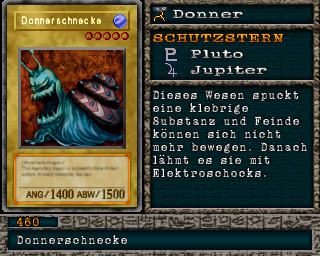 Donnerschnecke
ANG/1400 ABW/1500
Donner
SCHUTZSTERN
Pluto
Jupiter
Dieses Wesen spuckt
eine klebrige
Substanz und Feinde
können sich nicht
mehr bewegen. Danach
lähmt es sie mit
Elektroschocks.
460
Donnerschnecke